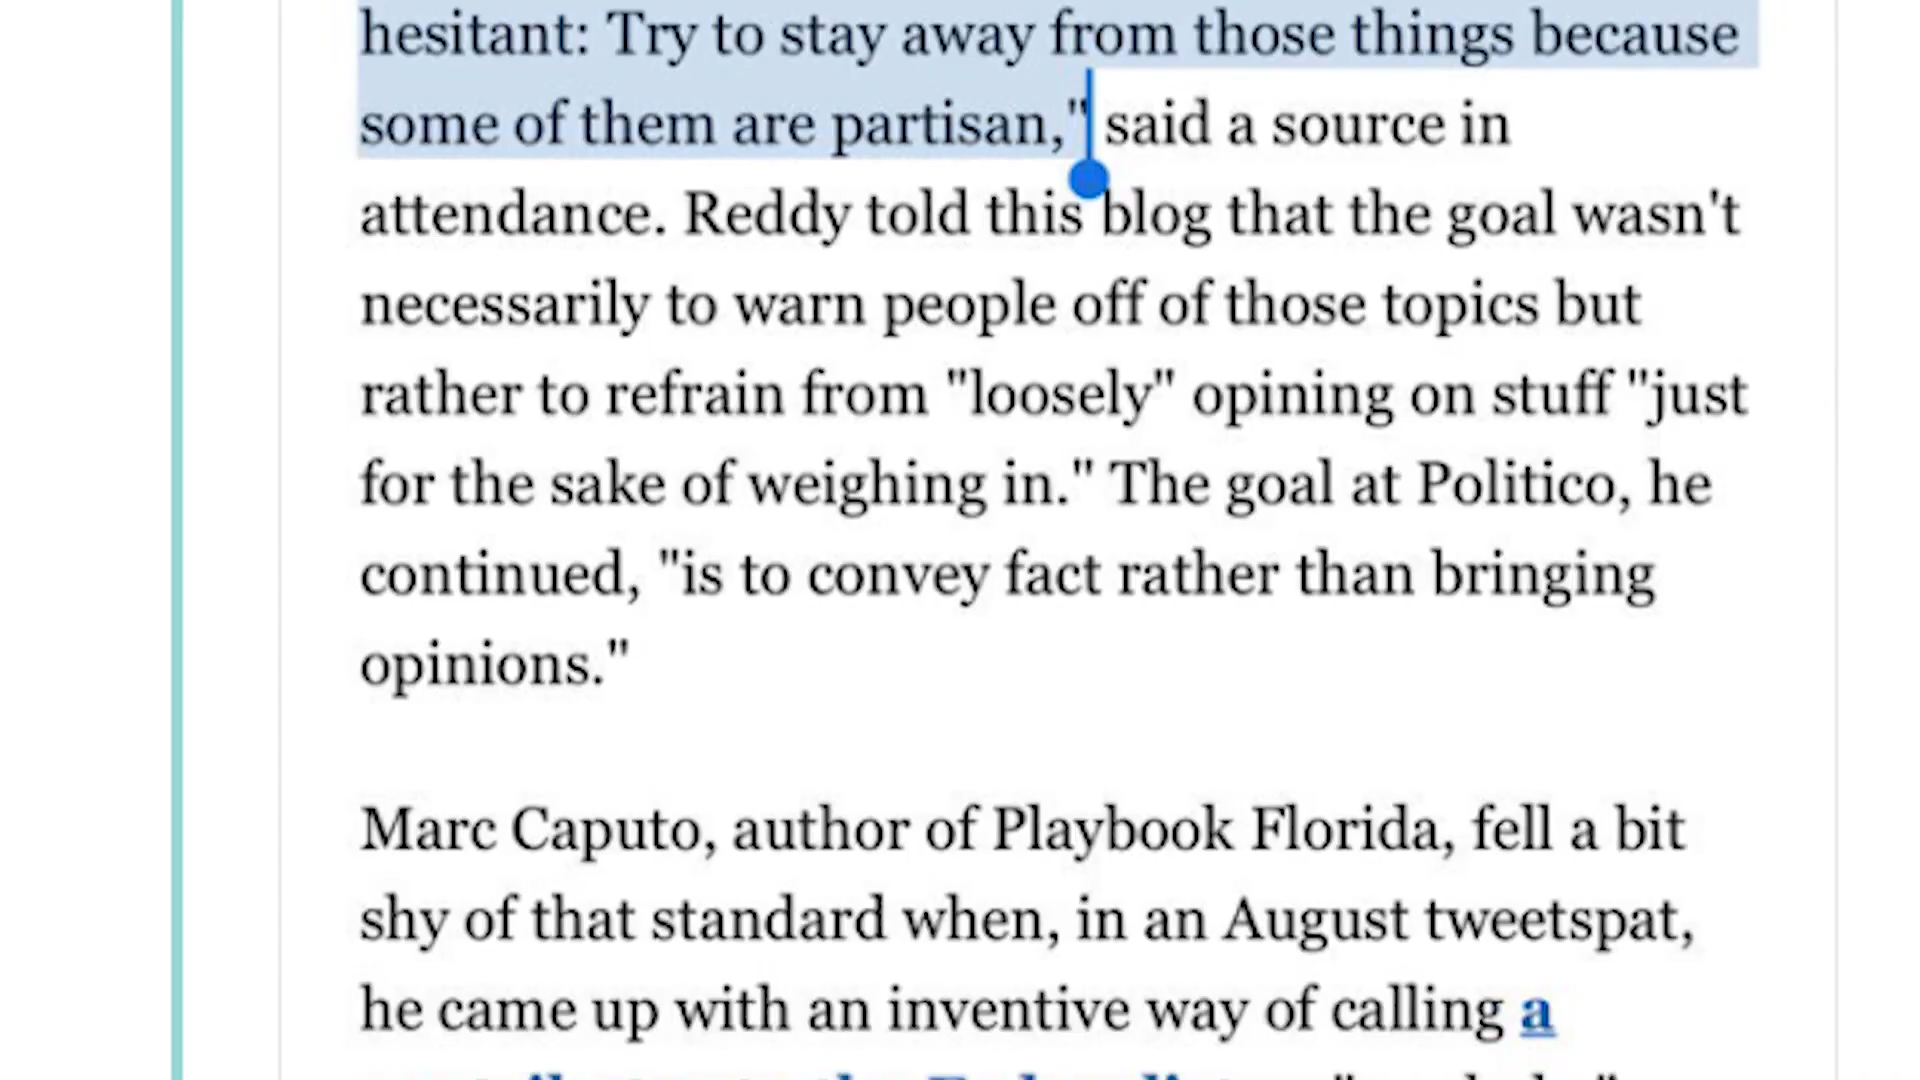 hesitant: Try to stay away from those things because
some of them are partisan," said a source in
attendance. Reddy told this blog that the goal wasn't
necessarily to warn people off of those topics but
rather to refrain from "loosely" opining on stuff "just
for the sake of weighing in." The goal at Politico, he
continued, "is to convey fact rather than bringing
opinions."
Marc Caputo, author of Playbook Florida, fell a bit
shy of that standard when, in an August tweetspat,
he came up with an inventive way of calling a